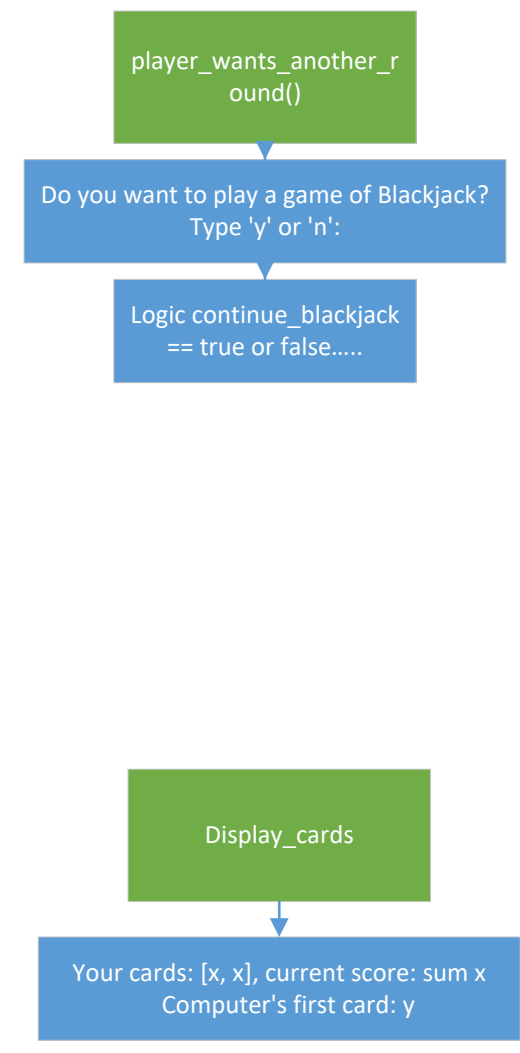 player_wants_another_r
ound()
Do you want to play a game of Blackjack?
Type 'y' or 'n':
Logic continue_blackjack
== true or false.....
Display_cards
Your cards: [x, x], current score: sum x
Computer's first card: y